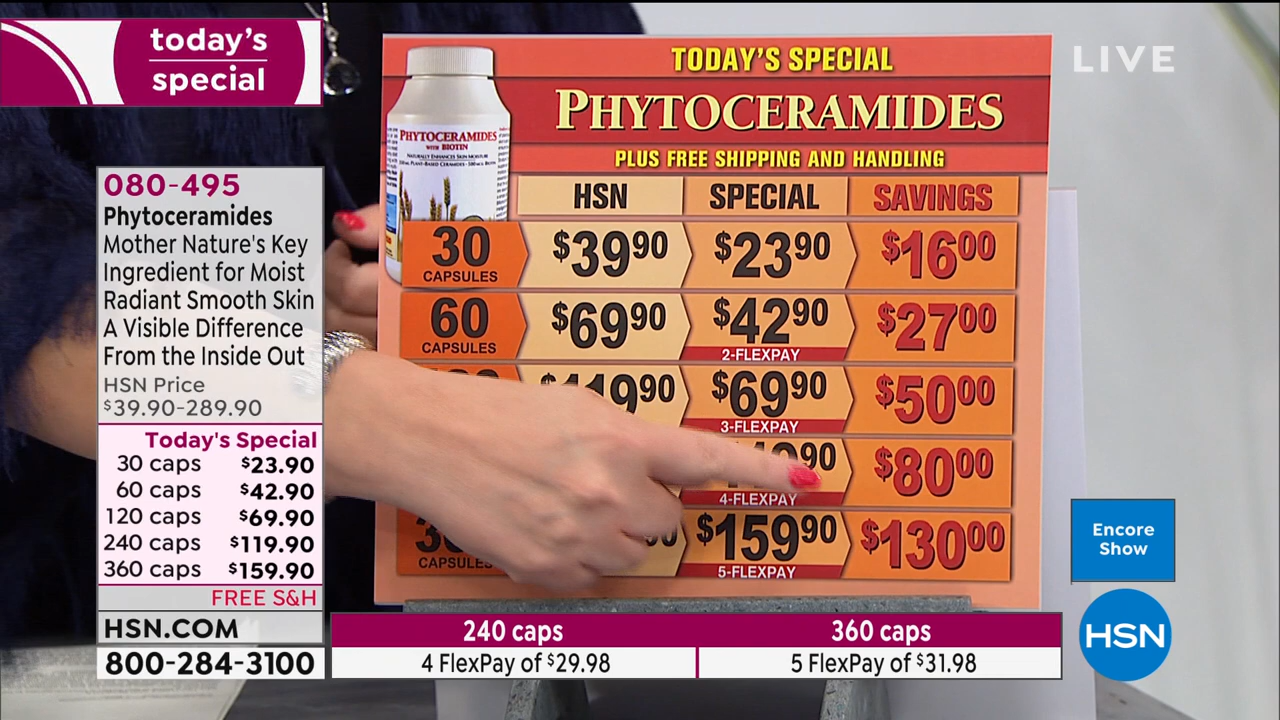 today's
special
LIVE
080-495
Phytoceramides
Mother Nature's Key
Ingredient for Moist
Radiant Smooth Skin
A Visible Difference
From the Inside Out
HSN Price
$39.90-289.90
Today's Special
30 caps $23.90
60 caps $42.90
120 caps $69.90
240 caps $119.90
360 caps $159.90
FREE S&H
HSN.COM
800-284-3100
TODAY'S SPECIAL
PHYTOCERAMIDES
PLUS FREE SHIPPING AND HANDLING
PHYTOCERAMIDES
WITH BIOTIN
NATURALLY ENHANCES SKIN MOISTURE
HSN SPECIAL SAVINGS
30 CAPSULES $39.90 $23.90 $16.00
60 CAPSULES $69.90 $42.90 $27.00
2-FLEXPAY
$69.90 $50.00
3-FLEXPAY
$80.00
4-FLEXPAY
CAPSULES $159.90 $130.00
5-FLEXPAY
Encore
Show
HSN
240 caps 360 caps
4 FlexPay of $29.98 5 FlexPay of $31.98